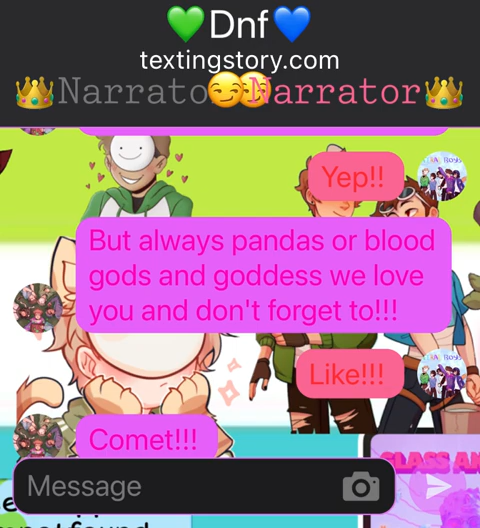 💚Dnf💙
textingstory.com
👑Narrato😏😏Narrator👑
Yep!!
But always pandas or blood
gods and goddess we love
you and don't forget to!!!
Like!!!
Comet!!!
CLASS
Message